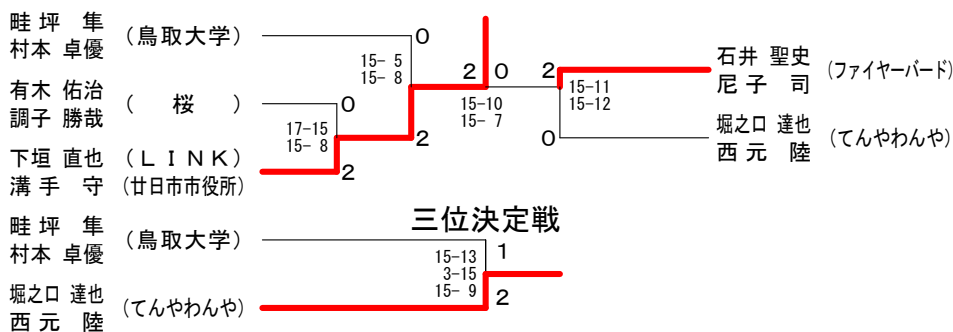 畦坪 隼
村本 卓優
(鳥取大学)
0
15- 5
15- 8
有木 佑治
調子 勝哉
( 桜 )
0
17-15
15- 8
2
下垣 直也
溝手 守
(LINK)
(廿日市市役所)
2
2 0
15-10
15- 7
2
15-11
15-12
0
石井 聖史
尼子 司
(ファイヤーバード)
堀之口 達也
西元 陸
(てんやわんや)
三位決定戦
畦坪 隼
村本 卓優
(鳥取大学)
1
15-13
3-15
15- 9
2
堀之口 達也
西元 陸
(てんやわんや)